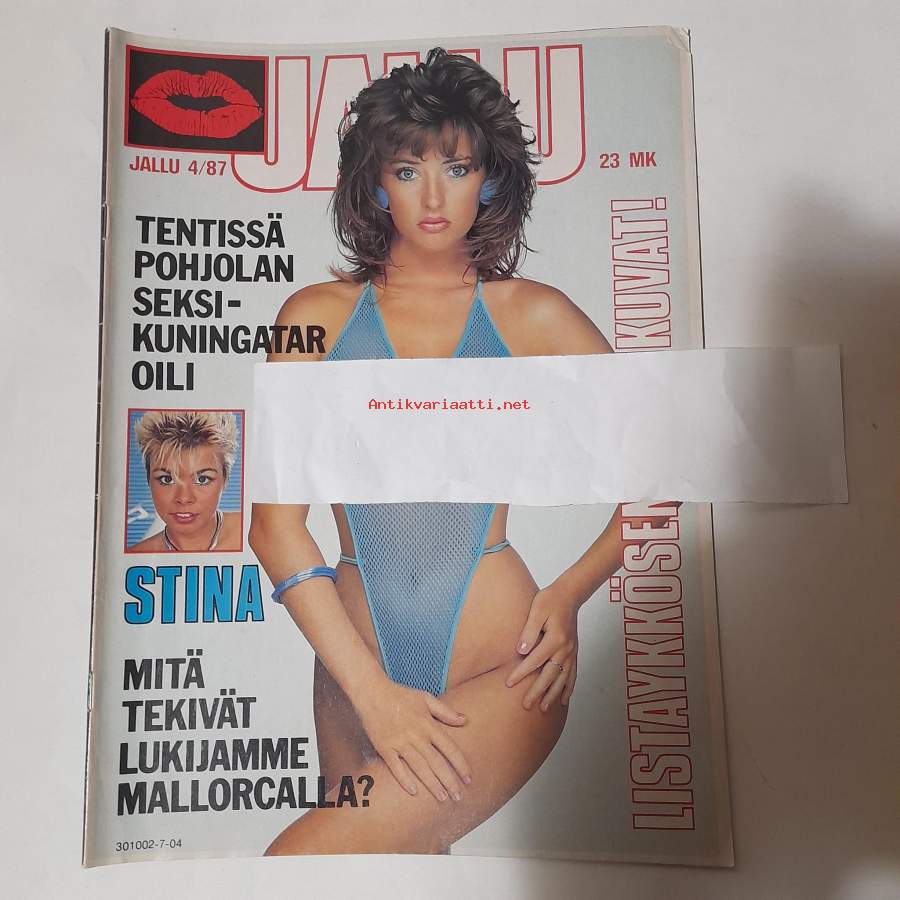 JALLU
JALLU 4/87
23 MK
TENTISSÄ
POHJOLAN
SEKSI-
KUNINGATAR
OILI
Antikvariaatti.net
STINA
MITÄ
TEKIVÄT
LUKIJAMME
MALLORCALLA?
LISTAYKKÖSEN
KUVAT!
301002-7-04